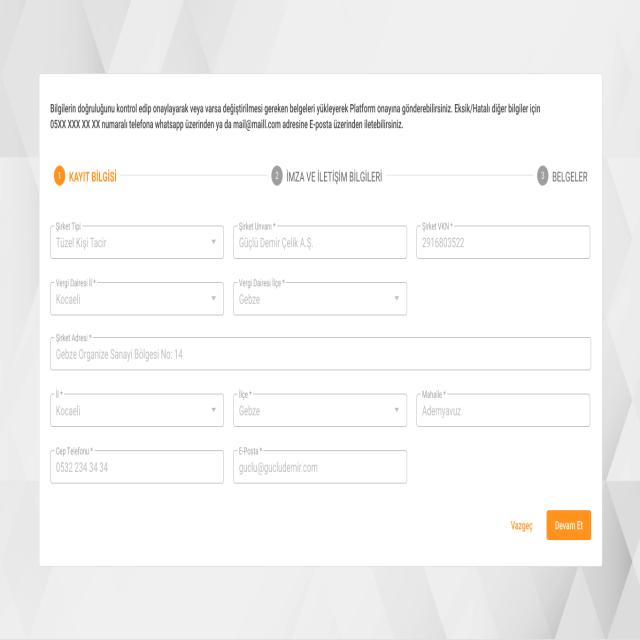 Bilgilerin doğruluğunu kontrol edip onaylayarak veya varsa değiştirilmesi gereken belgeleri yükleyerek Platform onayına gönderebilirsiniz. Eksik/Hatalı diğer bilgiler için
05XX XXX XX XX numaralı telefona whatsapp üzerinden ya da mail@maill.com adresine E-posta üzerinden iletebilirsiniz.
1 KAYIT BİLGİSİ 2 İMZA VE İLETİŞİM BİLGİLERİ 3 BELGELER
Şirket Tipi Şirket Unvanı * Şirket VKN *
Tüzel Kişi Tacir Güçlü Demir Çelik A.Ş. 2916803522
Vergi Dairesi İl * Vergi Dairesi İlçe *
Kocaeli Gebze
Şirket Adresi *
Gebze Organize Sanayi Bölgesi No: 14
İl * İlçe * Mahalle *
Kocaeli Gebze Ademyavuz
Cep Telefonu * E-Posta *
0532 234 34 34 guclu@gucludemir.com
Vazgeç Devam Et